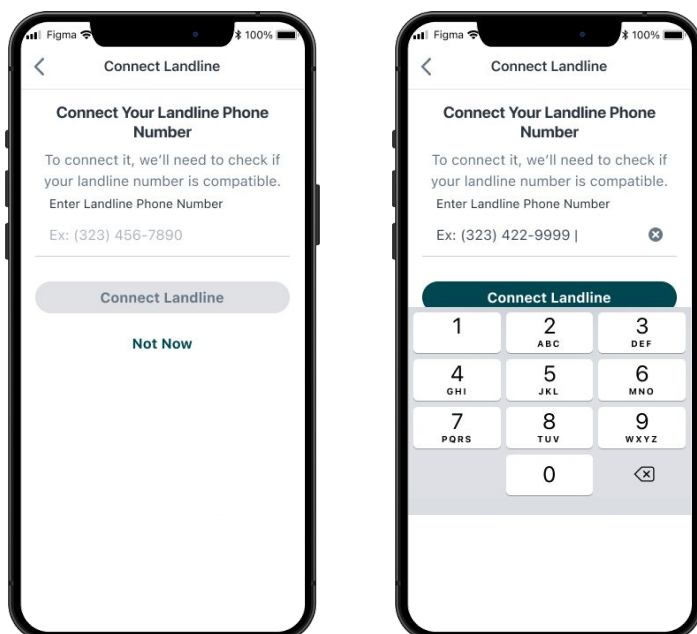 Figma 100%
Connect Landline
Connect Your Landline Phone
Number
To connect it, we'll need to check if
your landline number is compatible.
Enter Landline Phone Number
Ex: (323) 456-7890
Connect Landline
Not Now
Figma 100%
Connect Landline
Connect Your Landline Phone
Number
To connect it, we'll need to check if
your landline number is compatible.
Enter Landline Phone Number
Ex: (323) 422-9999 |
Connect Landline
1 2 3
ABC DEF
4 5 6
GHI JKL MNO
7 8 9
PQRS TUV WXYZ
0